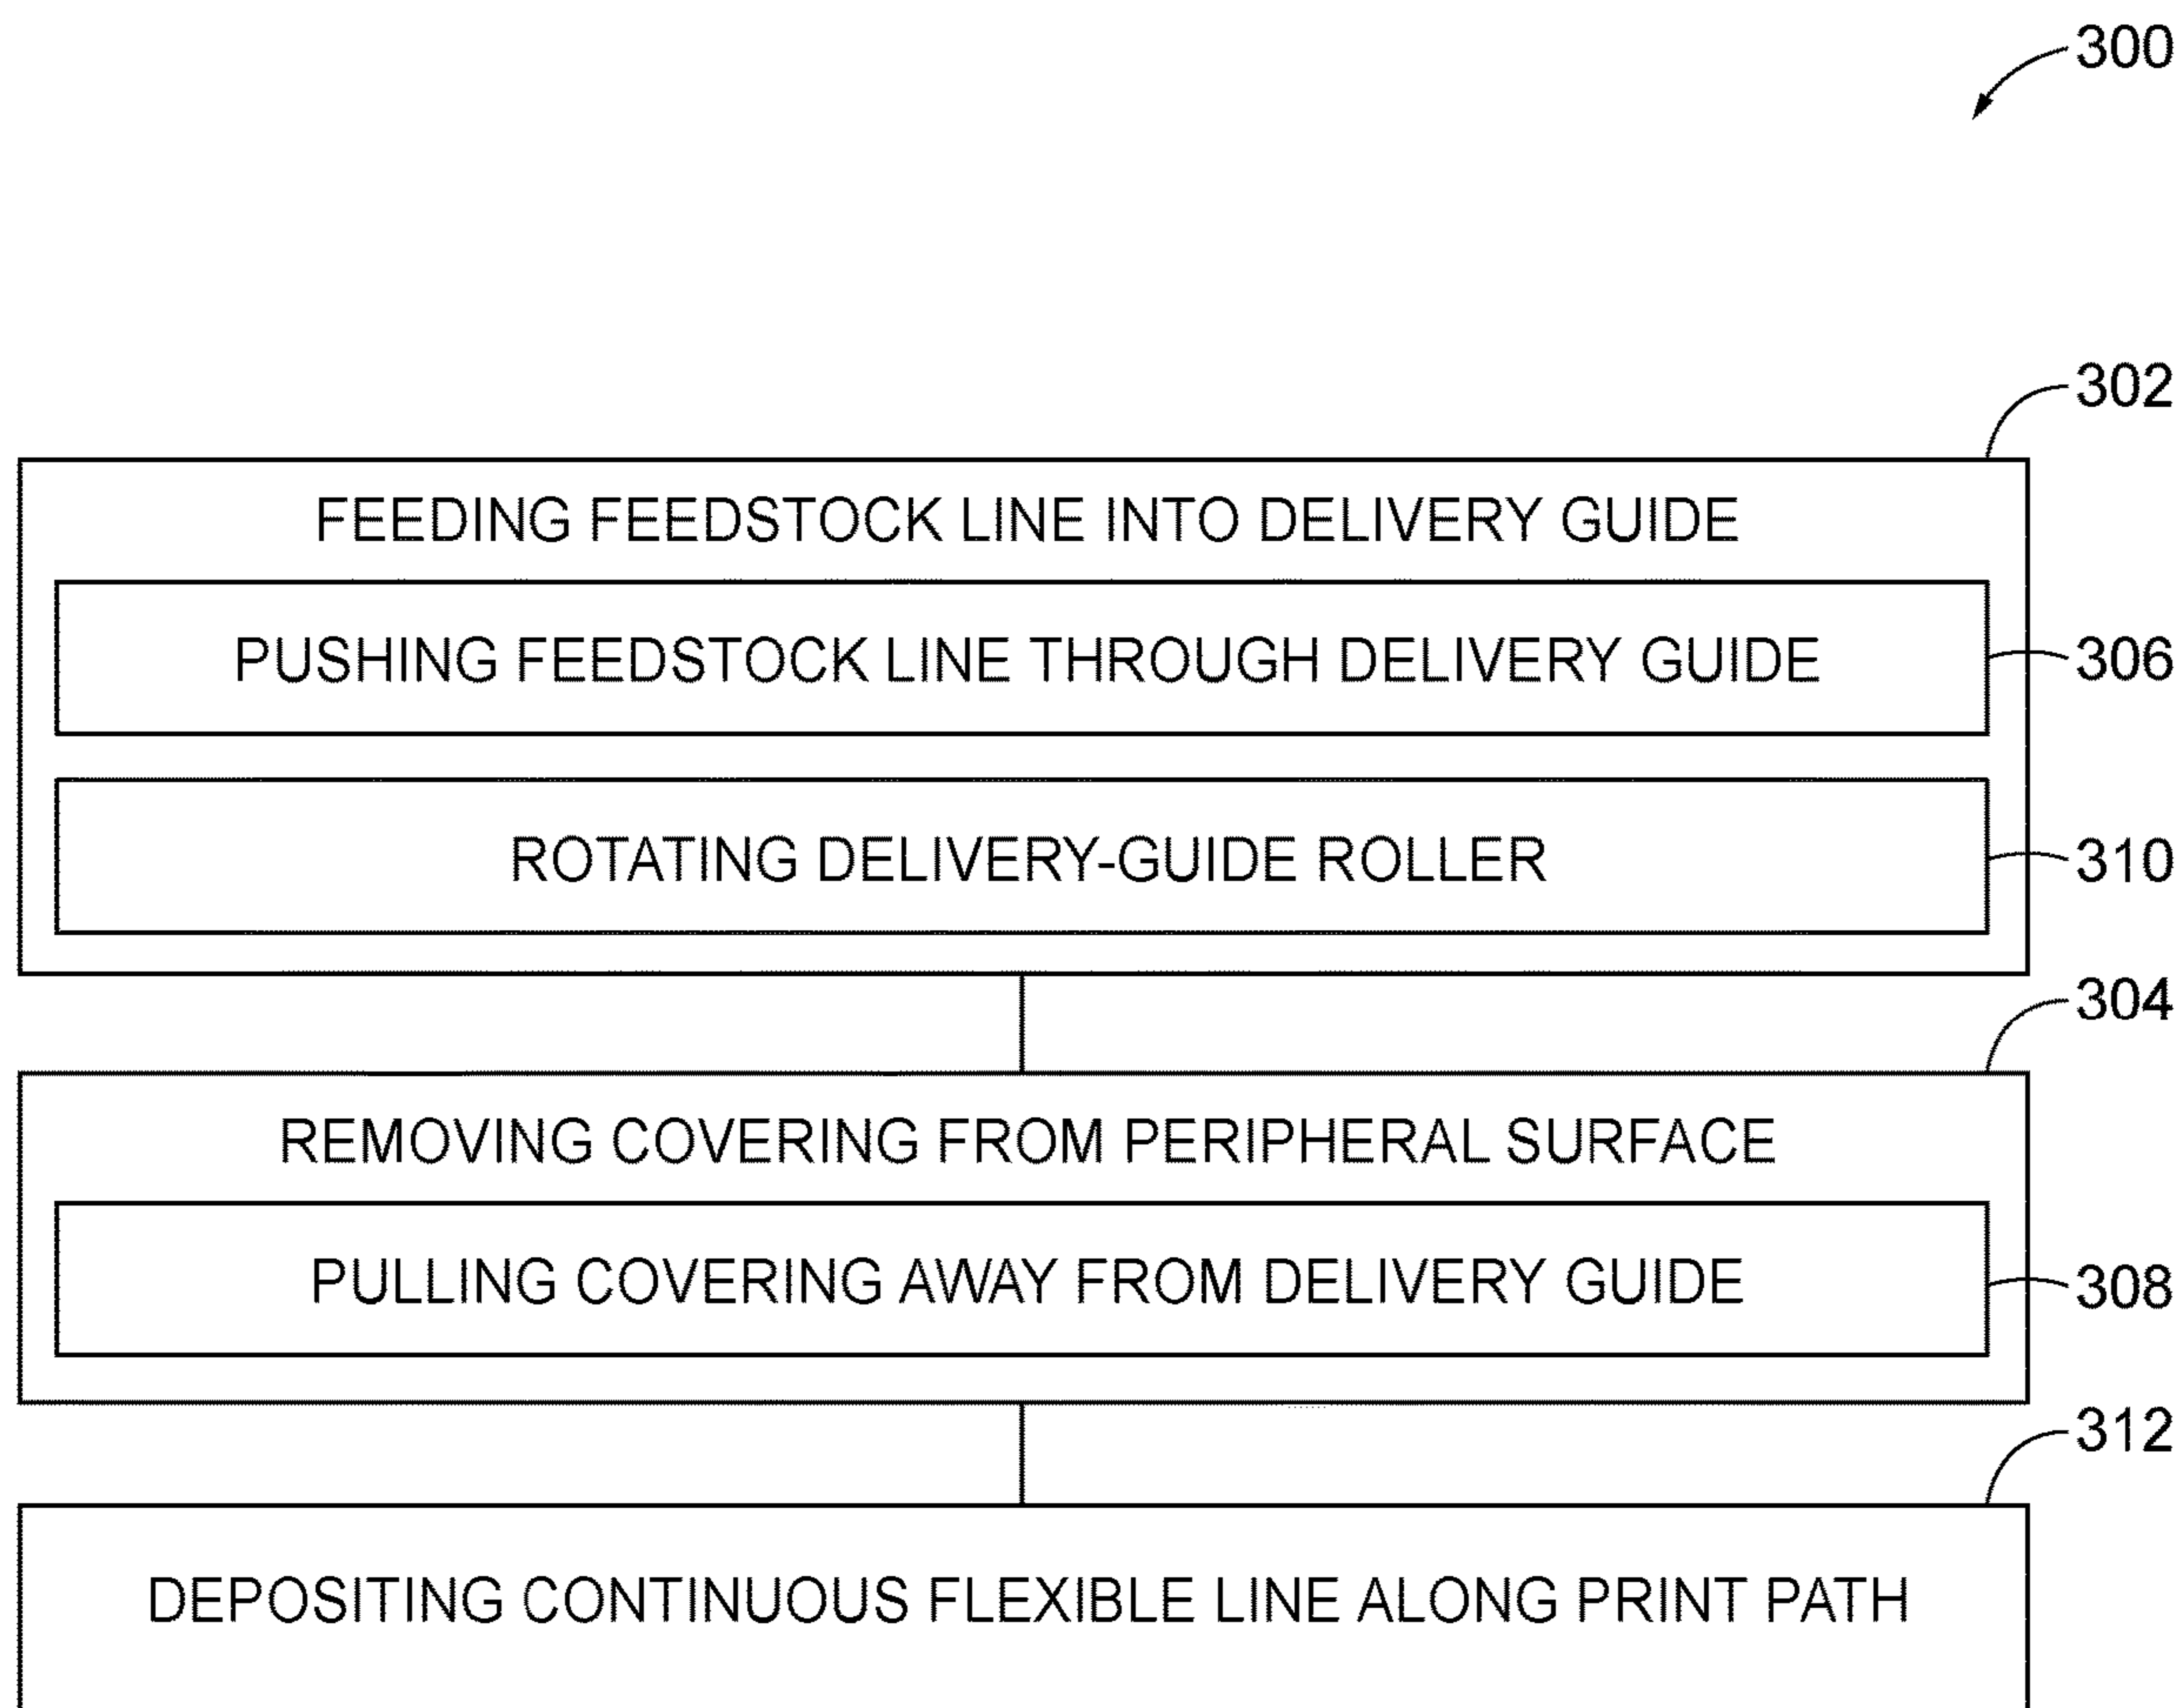 300
302
FEEDING FEEDSTOCK LINE INTO DELIVERY GUIDE
PUSHING FEEDSTOCK LINE THROUGH DELIVERY GUIDE
306
ROTATING DELIVERY-GUIDE ROLLER
310
304
REMOVING COVERING FROM PERIPHERAL SURFACE
PULLING COVERING AWAY FROM DELIVERY GUIDE
308
312
DEPOSITING CONTINUOUS FLEXIBLE LINE ALONG PRINT PATH